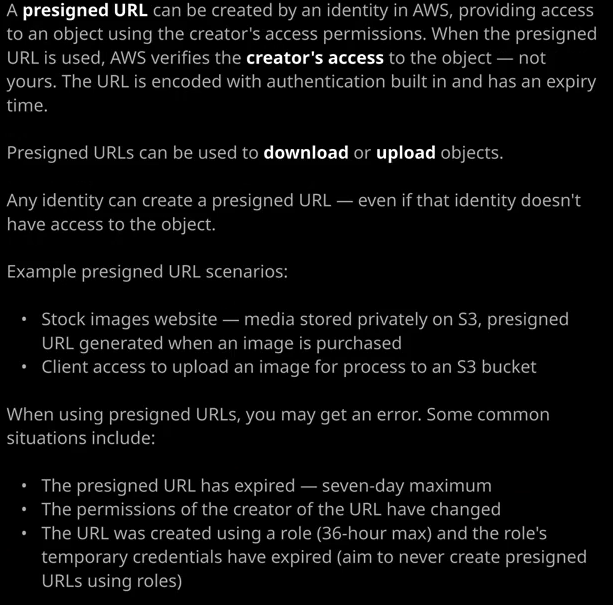 A presigned URL can be created by an identity in AWS, providing access
to an object using the creator's access permissions. When the presigned
URL is used, AWS verifies the creator's access to the object — not
yours. The URL is encoded with authentication built in and has an expiry
time.
Presigned URLs can be used to download or upload objects.
Any identity can create a presigned URL — even if that identity doesn't
have access to the object.
Example presigned URL scenarios:
• Stock images website — media stored privately on S3, presigned
URL generated when an image is purchased
• Client access to upload an image for process to an S3 bucket
When using presigned URLs, you may get an error. Some common
situations include:
• The presigned URL has expired — seven-day maximum
• The permissions of the creator of the URL have changed
• The URL was created using a role (36-hour max) and the role's
temporary credentials have expired (aim to never create presigned
URLs using roles)